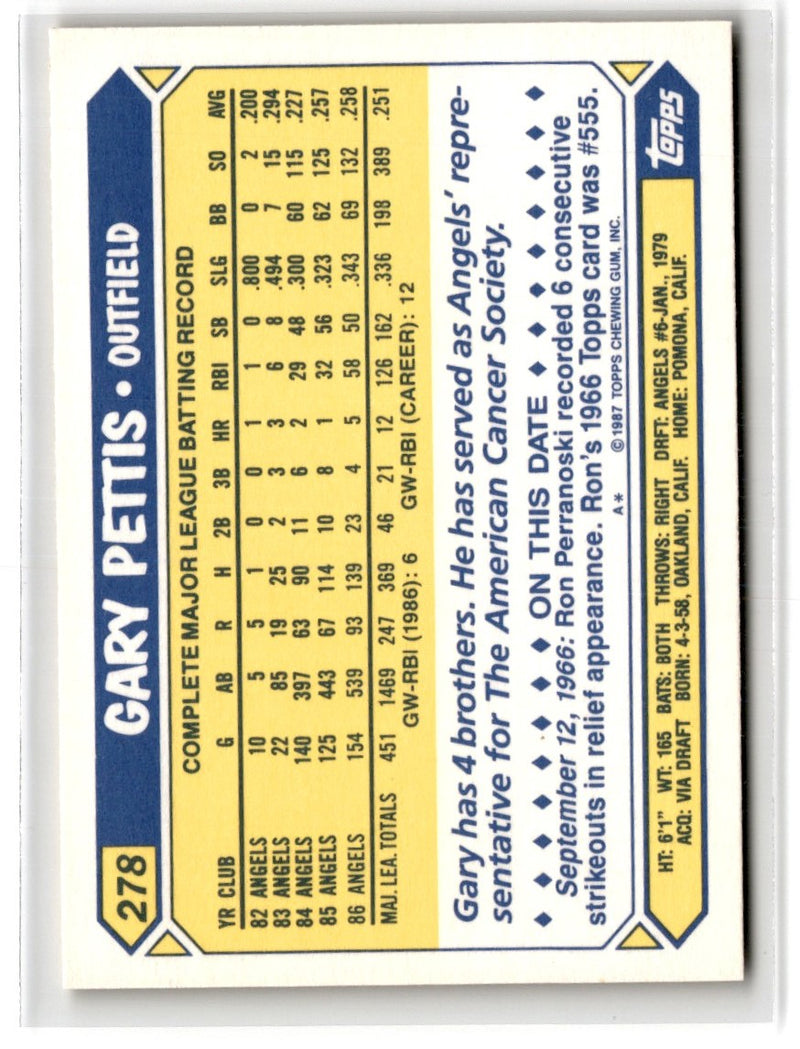 278 GARY PETTIS • OUTFIELD
COMPLETE MAJOR LEAGUE BATTING RECORD
YR CLUB G AB R H 2B 3B HR RBI SB SLG BB SO AVG
82 ANGELS 10 5 5 1 0 0 1 1 0 .800 0 2 .200
83 ANGELS 22 85 19 25 2 3 3 6 8 .494 7 15 .294
84 ANGELS 140 397 63 90 11 6 2 29 48 .300 60 115 .227
85 ANGELS 125 443 67 114 10 8 1 32 56 .323 62 125 .257
86 ANGELS 154 539 93 139 23 4 5 58 50 .343 69 132 .258
MAJ. LEA. TOTALS 451 1469 247 369 46 21 12 126 162 .336 198 389 .251
GW-RBI (1986): 6 GW-RBI (CAREER): 12
Gary has 4 brothers. He has served as Angels' repre-
sentative for The American Cancer Society.
♦ ♦ ♦ ♦ ♦ ♦ ♦ ♦ ON THIS DATE ♦ ♦ ♦ ♦ ♦ ♦ ♦ ♦
September 12, 1966: Ron Perranoski recorded 6 consecutive
strikeouts in relief appearance. Ron's 1966 Topps card was #555.
A* © 1987 TOPPS CHEWING GUM, INC.
HT: 6'1" WT: 165 BATS: BOTH THROWS: RIGHT DRFT: ANGELS #6-JAN., 1979
ACQ: VIA DRAFT BORN: 4-3-58, OAKLAND, CALIF. HOME: POMONA, CALIF.
topps